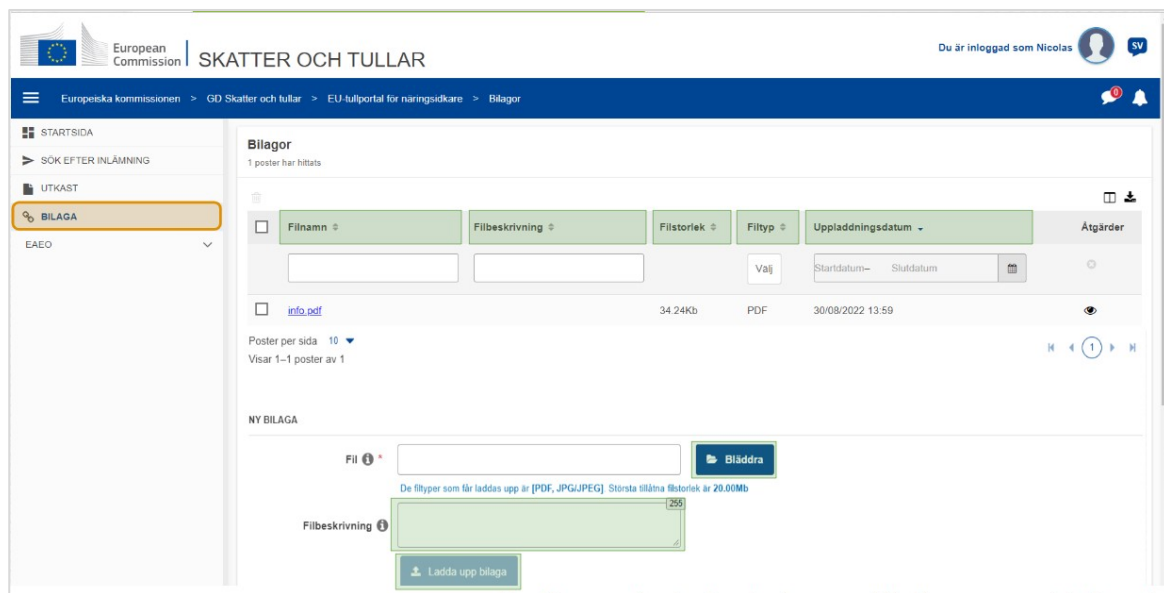 European
Commission
SKATTER OCH TULLAR
Du är inloggad som Nicolas
SV
Europeiska kommissionen > GD Skatter och tullar > EU-tullportal för näringsidkare > Bilagor
0
STARTSIDA
SÖK EFTER INLÄMNING
UTKAST
BILAGA
EAEO
Bilagor
1 poster har hittats
Filnamn Filbeskrivning Filstorlek Filtyp Uppladdningsdatum Åtgärder
Valj Startdatum– Slutdatum
info.pdf 34.24Kb PDF 30/08/2022 13:59
Poster per sida 10
Visar 1–1 poster av 1
1
NY BILAGA
Fil *
Bläddra
De filtyper som får laddas upp är [PDF, JPG/JPEG] Största tillåtna filstorlek är 20.00Mb
Filbeskrivning
255
Ladda upp bilaga